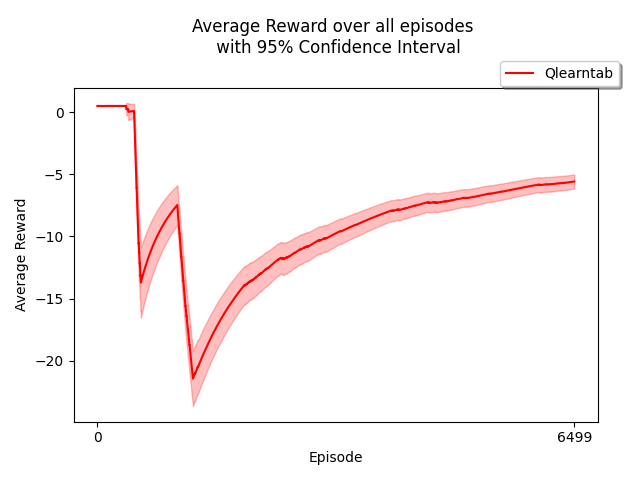 Average Reward over all episodes
with 95% Confidence Interval
Qlearntab
0
−5
−10
−15
−20
Average Reward
0
6499
Episode